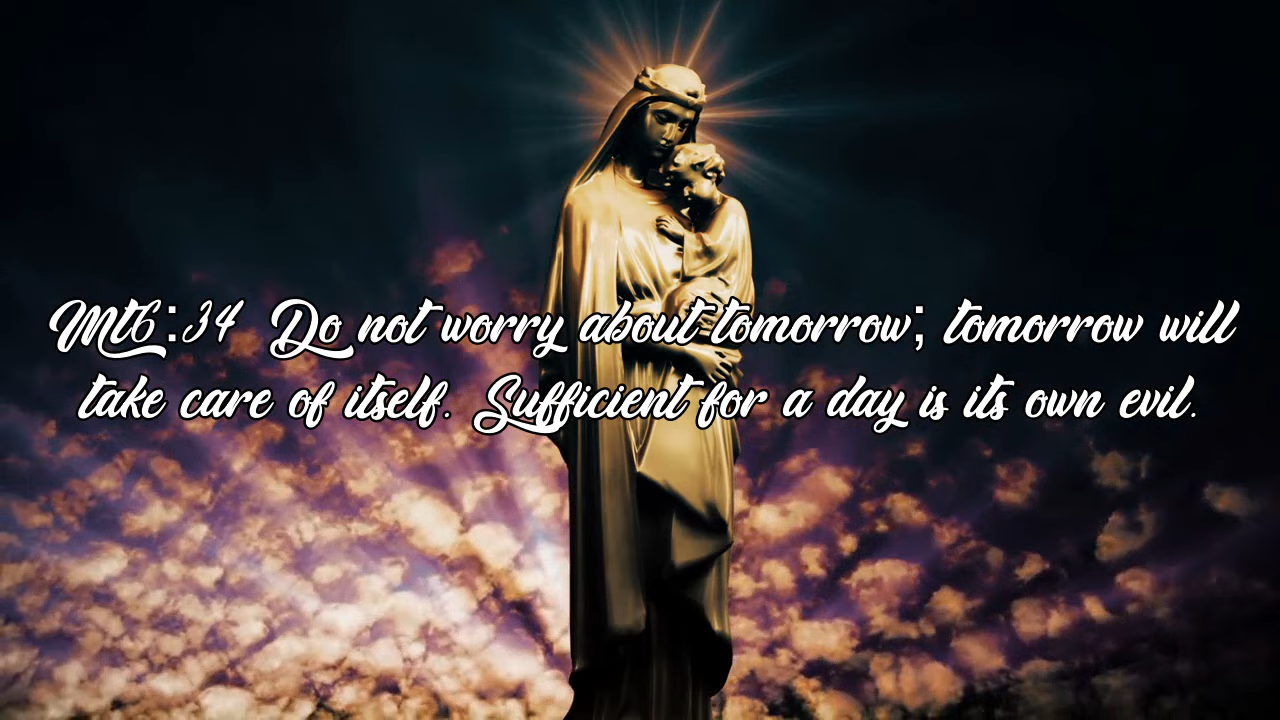 Mt6:34 Do not worry about tomorrow; tomorrow will
take care of itself. Sufficient for a day is its own evil.